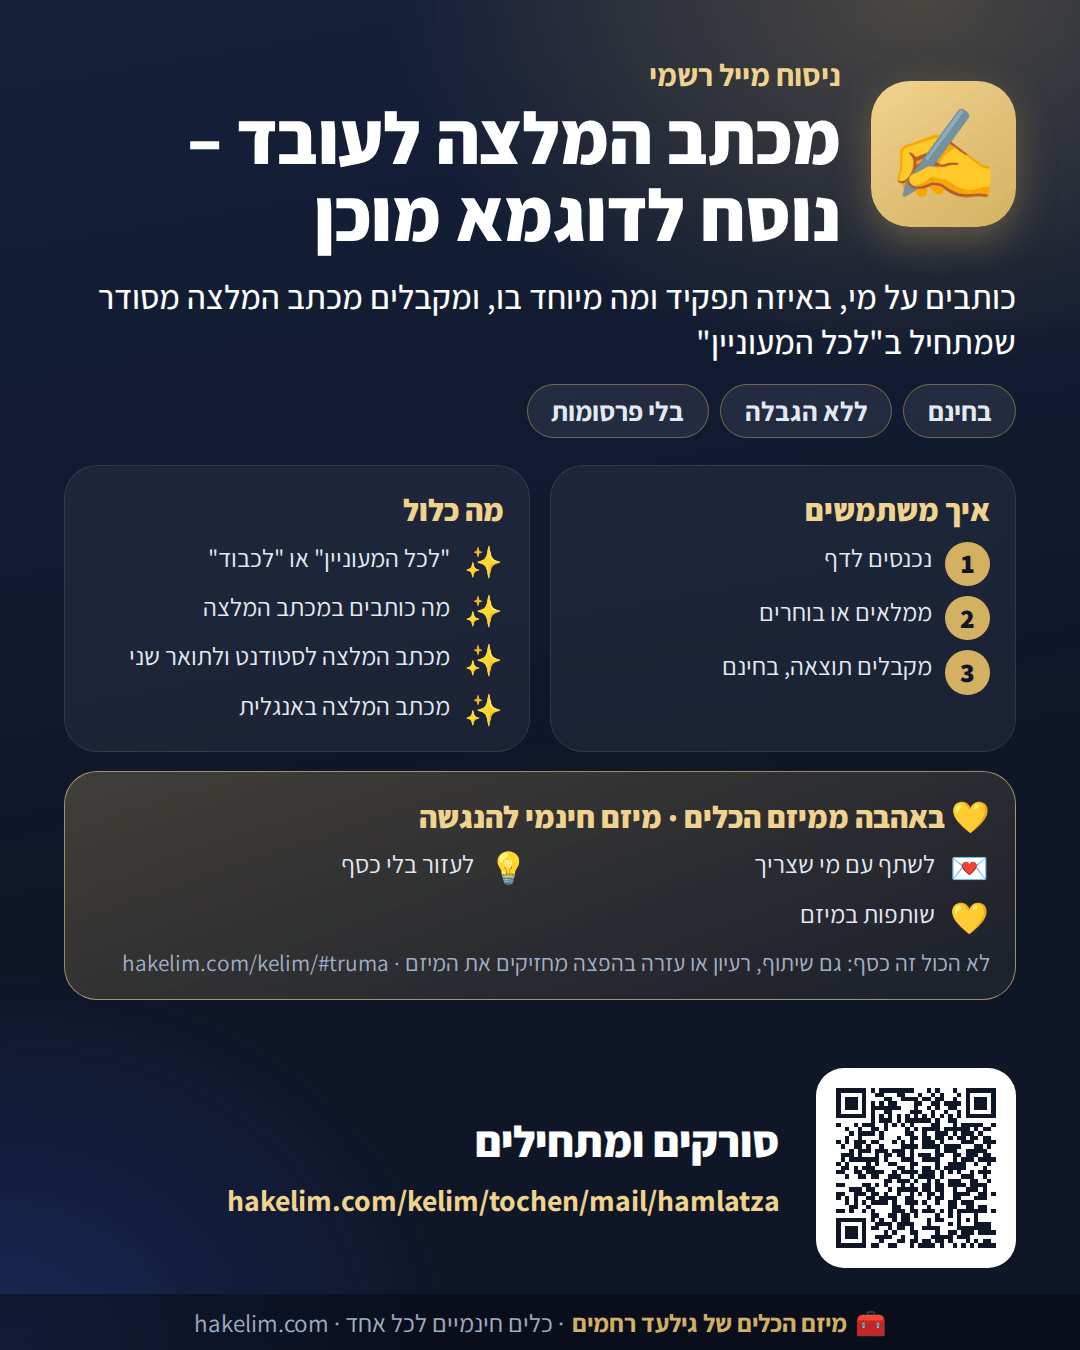 ניסוח מייל רשמי
מכתב המלצה לעובד –
נוסח לדוגמא מוכן
כותבים על מי, באיזה תפקיד ומה מיוחד בו, ומקבלים מכתב המלצה מסודר
שמתחיל ב"לכל המעוניין"
בחינם
ללא הגבלה
בלי פרסומות
איך משתמשים
1 נכנסים לדף
2 ממלאים או בוחרים
3 מקבלים תוצאה, בחינם
מה כלול
"לכל המעוניין" או "לכבוד"
מה כותבים במכתב המלצה
מכתב המלצה לסטודנט ולתואר שני
מכתב המלצה באנגלית
באהבה ממיזם הכלים · מיזם חינמי להנגשה
לשתף עם מי שצריך
לעזור בלי כסף
שותפות במיזם
לא הכול זה כסף: גם שיתוף, רעיון או עזרה בהפצה מחזיקים את המיזם · hakelim.com/kelim/#truma
סורקים ומתחילים
hakelim.com/kelim/tochen/mail/hamlatza
מיזם הכלים של גילעד רחמים · כלים חינמיים לכל אחד · hakelim.com